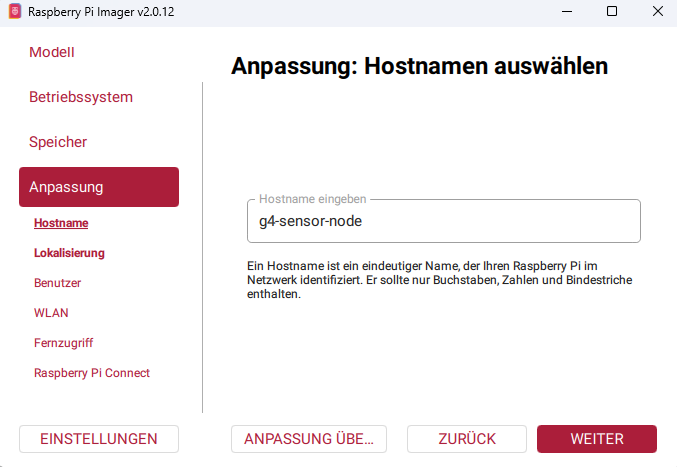 Raspberry Pi Imager v2.0.12
Modell
Betriebssystem
Speicher
Anpassung
Hostname
Lokalisierung
Benutzer
WLAN
Fernzugriff
Raspberry Pi Connect
EINSTELLUNGEN
Anpassung: Hostnamen auswählen
Hostname eingeben
g4-sensor-node
Ein Hostname ist ein eindeutiger Name, der Ihren Raspberry Pi im
Netzwerk identifiziert. Er sollte nur Buchstaben, Zahlen und Bindestriche
enthalten.
ANPASSUNG ÜBE...
ZURÜCK
WEITER